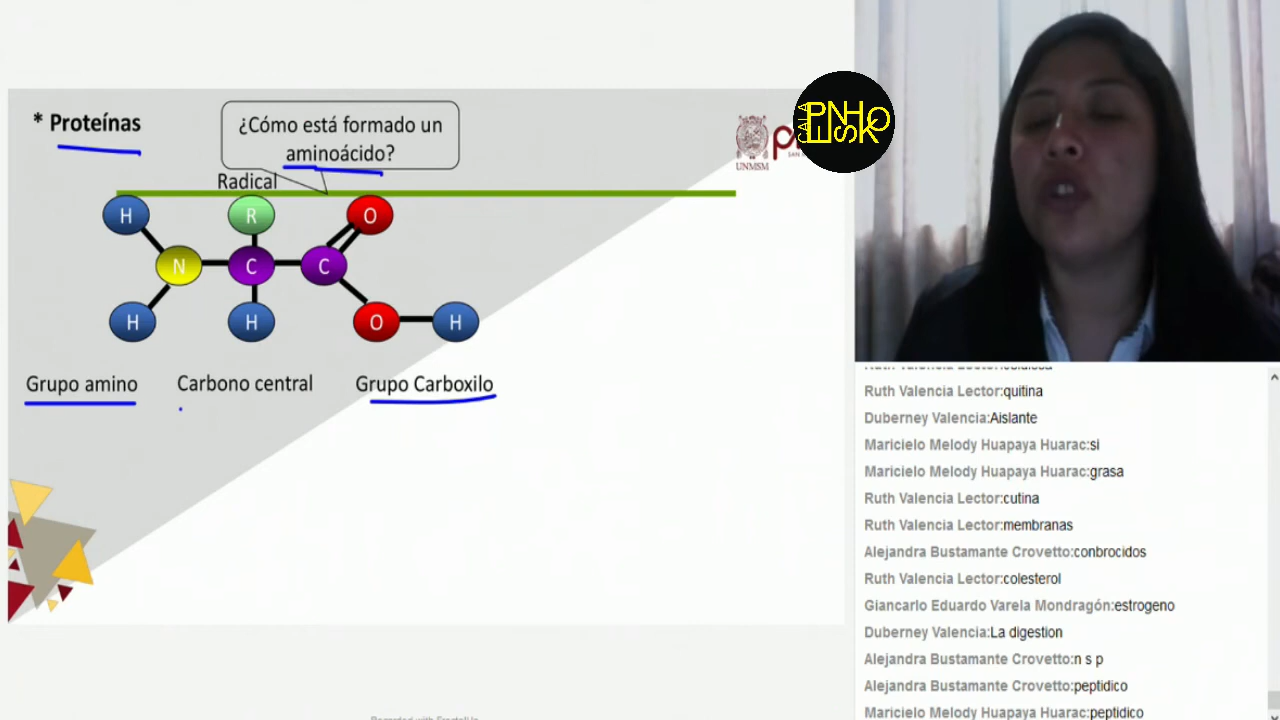 * Proteínas
¿Cómo está formado un
aminoácido?
Radical
H
R
O
N
C
C
H
H
O
H
Grupo amino
Carbono central
Grupo Carboxilo
UNMSM
Ruth Valencia Lector:quitina
Duberney Valencia:Aislante
Maricielo Melody Huapaya Huarac:si
Maricielo Melody Huapaya Huarac:grasa
Ruth Valencia Lector:cutina
Ruth Valencia Lector:membranas
Alejandra Bustamante Crovetto:conbrocidos
Ruth Valencia Lector:colesterol
Giancarlo Eduardo Varela Mondragón:estrogeno
Duberney Valencia:La digestion
Alejandra Bustamante Crovetto:n s p
Alejandra Bustamante Crovetto:peptidico
Maricielo Melody Huapaya Huarac:peptidico